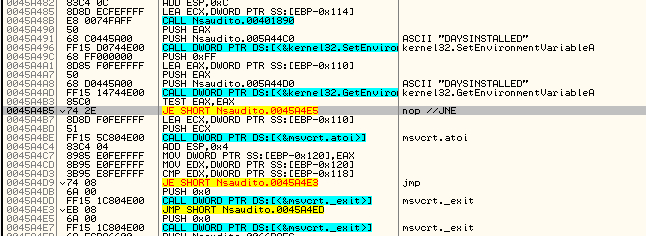 0045A482 83C4 0C ADD ESP,0xC
0045A485 8D8D ECFEFFFF LEA ECX,DWORD PTR SS:[EBP-0x114]
0045A48B E8 0074FAFF CALL Nsaudito.00401890
0045A490 50 PUSH EAX
0045A491 68 C0445A00 PUSH Nsaudito.005A44C0 ASCII "DAYSINSTALLED"
0045A496 FF15 D0744E00 CALL DWORD PTR DS:[<&kernel32.SetEnviro kernel32.SetEnvironmentVariableA
0045A49C 68 FF000000 PUSH 0xFF
0045A4A1 8D85 F0FEFFFF LEA EAX,DWORD PTR SS:[EBP-0x110]
0045A4A7 50 PUSH EAX
0045A4A8 68 D0445A00 PUSH Nsaudito.005A44D0 ASCII "DAYSINSTALLED"
0045A4AD FF15 14744E00 CALL DWORD PTR DS:[<&kernel32.GetEnviro kernel32.GetEnvironmentVariableA
0045A4B3 85C0 TEST EAX,EAX
0045A4B5 74 2E JE SHORT Nsaudito.0045A4E5 nop //JNE
0045A4B7 8D8D F0FEFFFF LEA ECX,DWORD PTR SS:[EBP-0x110]
0045A4BD 51 PUSH ECX
0045A4BE FF15 5C804E00 CALL DWORD PTR DS:[<&msvcrt.atoi>] msvcrt.atoi
0045A4C4 83C4 04 ADD ESP,0x4
0045A4C7 8985 E0FEFFFF MOV DWORD PTR SS:[EBP-0x120],EAX
0045A4CD 8B95 E0FEFFFF MOV EDX,DWORD PTR SS:[EBP-0x120]
0045A4D3 3B95 E8FEFFFF CMP EDX,DWORD PTR SS:[EBP-0x118]
0045A4D9 74 08 JE SHORT Nsaudito.0045A4E3 jmp
0045A4DB 6A 00 PUSH 0x0
0045A4DD FF15 1C804E00 CALL DWORD PTR DS:[<&msvcrt._exit>] msvcrt._exit
0045A4E3 EB 08 JMP SHORT Nsaudito.0045A4ED
0045A4E5 6A 00 PUSH 0x0
0045A4E7 FF15 1C804E00 CALL DWORD PTR DS:[<&msvcrt._exit>] msvcrt._exit